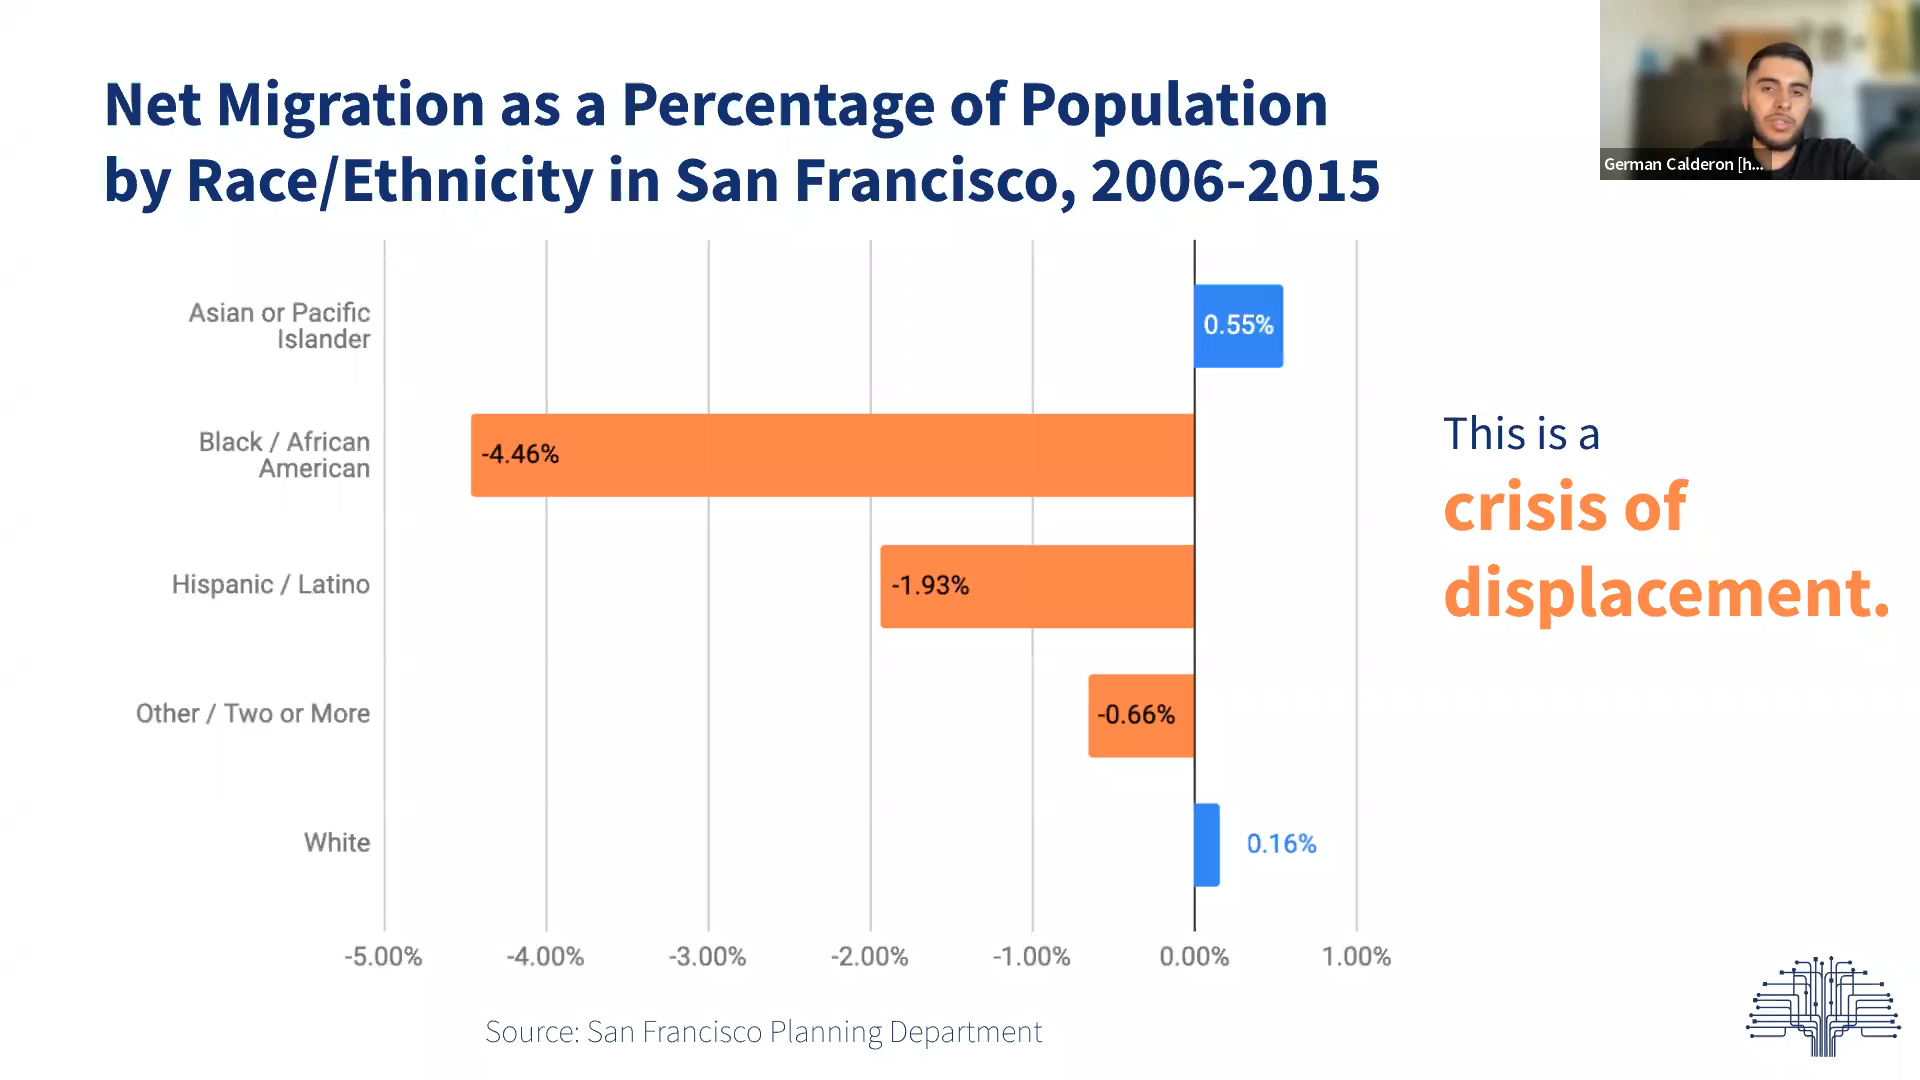 Net Migration as a Percentage of Population
by Race/Ethnicity in San Francisco, 2006-2015
German Calderon [h...
Asian or Pacific
Islander
0.55%
Black / African
American
-4.46%
Hispanic / Latino
-1.93%
Other / Two or More
-0.66%
White
0.16%
-5.00% -4.00% -3.00% -2.00% -1.00% 0.00% 1.00%
This is a
crisis of
displacement.
Source: San Francisco Planning Department